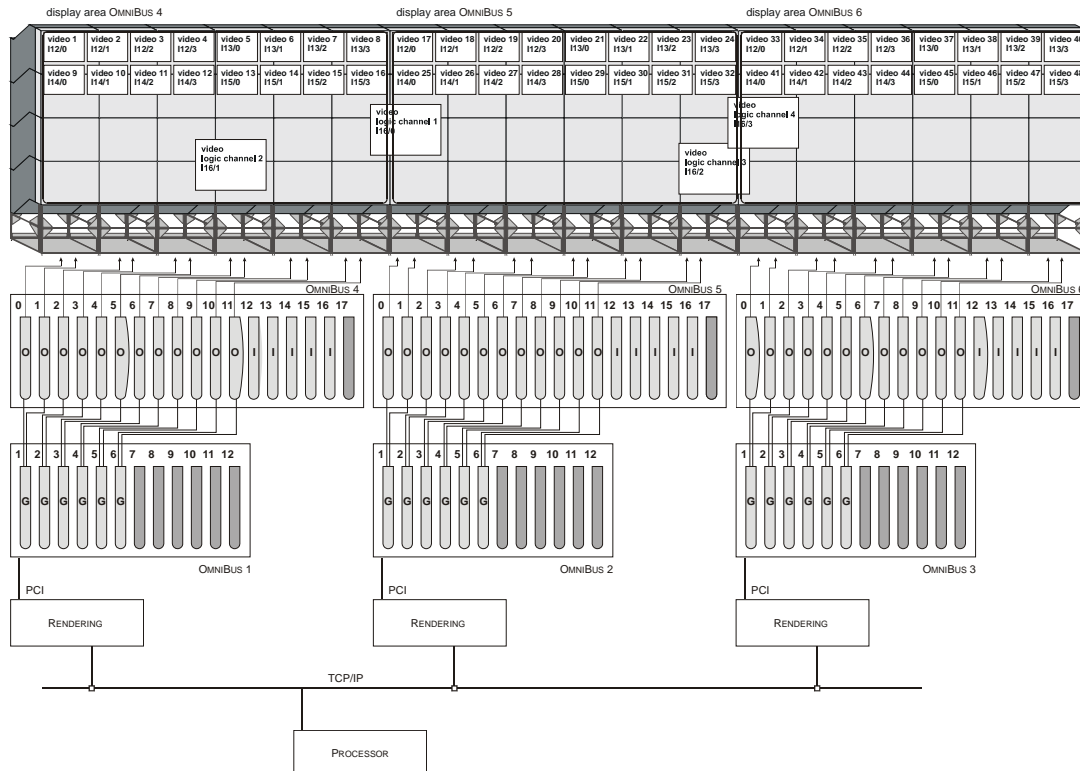 display area OMNIBUS 4 display area OMNIBUS 5 display area OMNIBUS 6
video 1 video 2 video 3 video 4 video 5 video 6 video 7 video 8 video 17 video 18 video 19 video 20 video 21 video 22 video 23 video 24 video 33 video 34 video 35 video 36 video 37 video 38 video 39 video 40
I12/0 I12/1 I12/2 I12/3 I13/0 I13/1 I13/2 I13/3 I12/0 I12/1 I12/2 I12/3 I13/0 I13/1 I13/2 I13/3 I12/0 I12/1 I12/2 I12/3 I13/0 I13/1 I13/2 I13/3
video 9 video 10 video 11 video 12 video 13 video 14 video 15 video 16 video 25 video 26 video 27 video 28 video 29 video 30 video 31 video 32 video 41 video 42 video 43 video 44 video 45 video 46 video 47 video 48
I14/0 I14/1 I14/2 I14/3 I15/0 I15/1 I15/2 I15/3 I14/0 I14/1 I14/2 I14/3 I15/0 I15/1 I15/2 I15/3 I14/0 I14/1 I14/2 I14/3 I15/0 I15/1 I15/2 I15/3
video
logic channel 1
I16/0
video
logic channel 4
I16/3
video
logic channel 2
I16/1
video
logic channel 3
I16/2
OMNIBUS 4 OMNIBUS 5 OMNIBUS 6
0 1 2 3 4 5 6 7 8 9 10 11 12 13 14 15 16 17 0 1 2 3 4 5 6 7 8 9 10 11 12 13 14 15 16 17 0 1 2 3 4 5 6 7 8 9 10 11 12 13 14 15 16 17
O O O O O O O O O O O O I I I I I O O O O O O O O O O O O I I I I I O O O O O O O O O O O O I I I I I
1 2 3 4 5 6 7 8 9 10 11 12 1 2 3 4 5 6 7 8 9 10 11 12 1 2 3 4 5 6 7 8 9 10 11 12
G G G G G G G G G G G G G G G G G G
OMNIBUS 1 OMNIBUS 2 OMNIBUS 3
PCI PCI PCI
RENDERING RENDERING RENDERING
TCP/IP
PROCESSOR